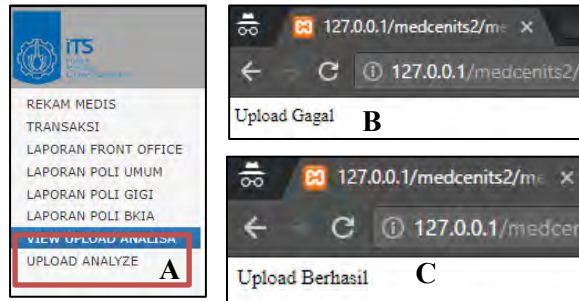 iTS
REKAM MEDIS
TRANSAKSI
LAPORAN FRONT OFFICE
LAPORAN POLI UMUM
LAPORAN POLI GIGI
LAPORAN POLI BKIA
VIEW UPLOAD ANALISA
UPLOAD ANALYZE
A
127.0.0.1/medcenits2/me
127.0.0.1/medcenits2/
Upload Gagal
B
127.0.0.1/medcenits2/me
127.0.0.1/medcen
Upload Berhasil
C